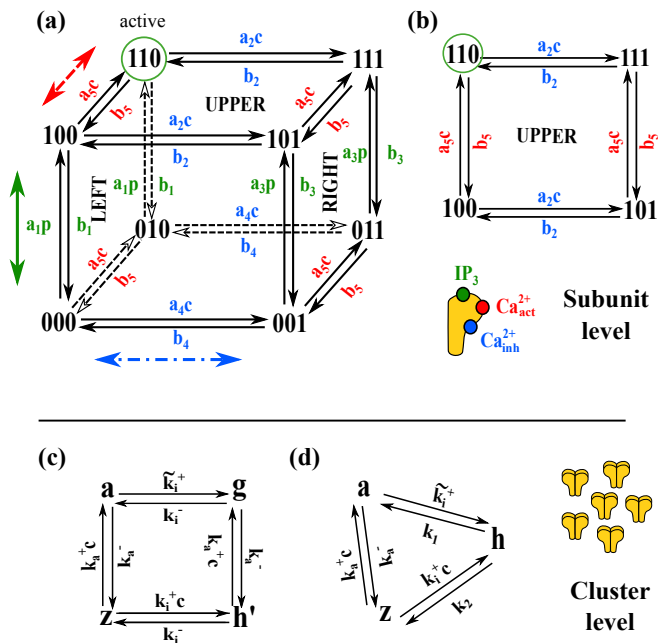 (a)
active
110
a₂c
b₂
111
a₅c
b₅
UPPER
a₅c
b₅
100
a₂c
b₂
101
a₁p
b₁
LEFT
a₁p
b₁
a₃p
b₃
RIGHT
a₃p
b₃
010
a₄c
b₄
011
a₅c
b₅
a₅c
b₅
000
a₄c
b₄
001
(b)
110
a₂c
b₂
111
a₅c
b₅
UPPER
a₅c
b₅
100
a₂c
b₂
101
IP₃
Ca²⁺act
Ca²⁺inh
Subunit
level
(c)
a
k̃ᵢ⁺
kᵢ⁻
g
kₐ⁺c
kₐ⁻
kₐ⁺c
kₐ⁻
z
kᵢ⁺c
kᵢ⁻
h'
(d)
a
k̃ᵢ⁺
k₁
h
kₐ⁺c
kₐ⁻
kᵢ⁺c
k₂
z
Cluster
level